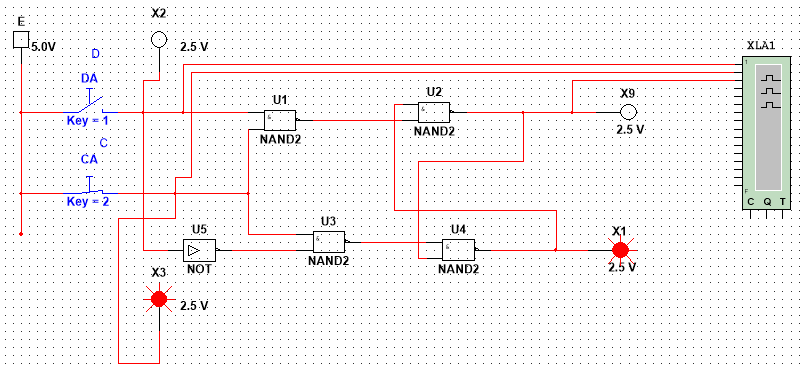 E
X2
XLA1
5.0V
2.5 V
D
DA
Key = 1
C
CA
Key = 2
U1
&
NAND2
U2
&
NAND2
X9
2.5 V
1
F
C Q T
U5
NOT
U3
&
NAND2
U4
&
NAND2
X1
2.5 V
X3
2.5 V